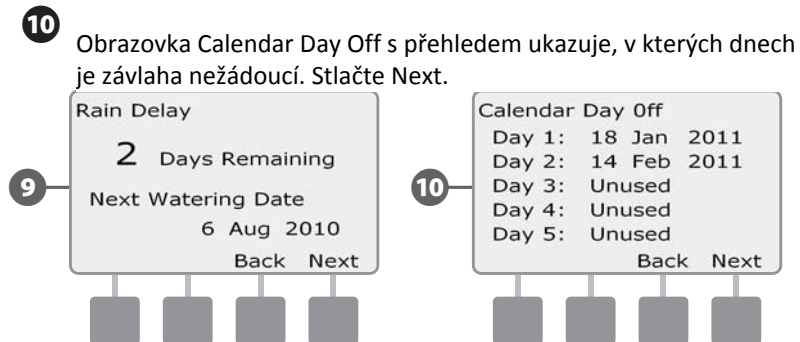 10
Obrazovka Calendar Day Off s přehledem ukazuje, v kterých dnech
je závlaha nežádoucí. Stlačte Next.
9
Rain Delay
2 Days Remaining
Next Watering Date
6 Aug 2010
Back Next
10
Calendar Day 0ff
Day 1: 18 Jan 2011
Day 2: 14 Feb 2011
Day 3: Unused
Day 4: Unused
Day 5: Unused
Back Next